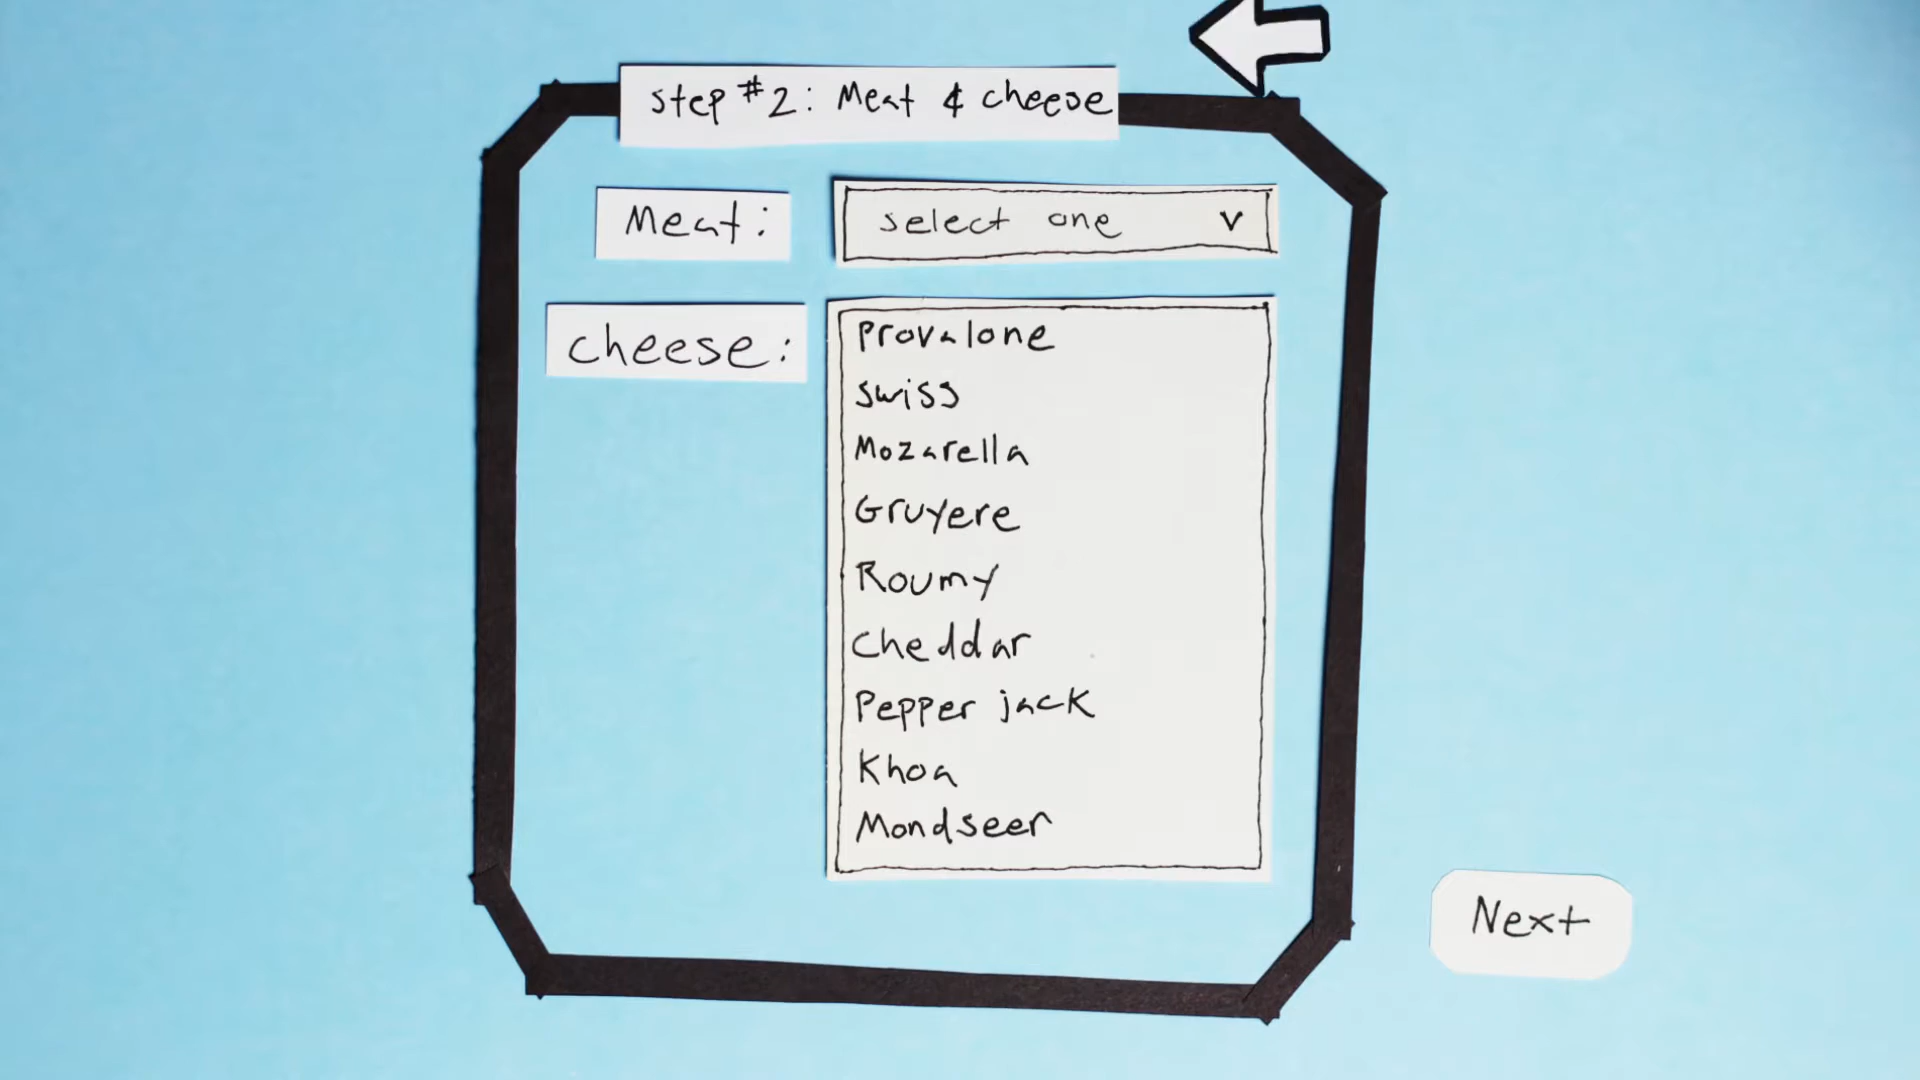 Step #2: Meat & cheese
Meat: select one v
cheese:
Provalone
Swiss
Mozarella
Gruyere
Roumy
Cheddar
Pepper jack
Khoa
Mondseer
Next